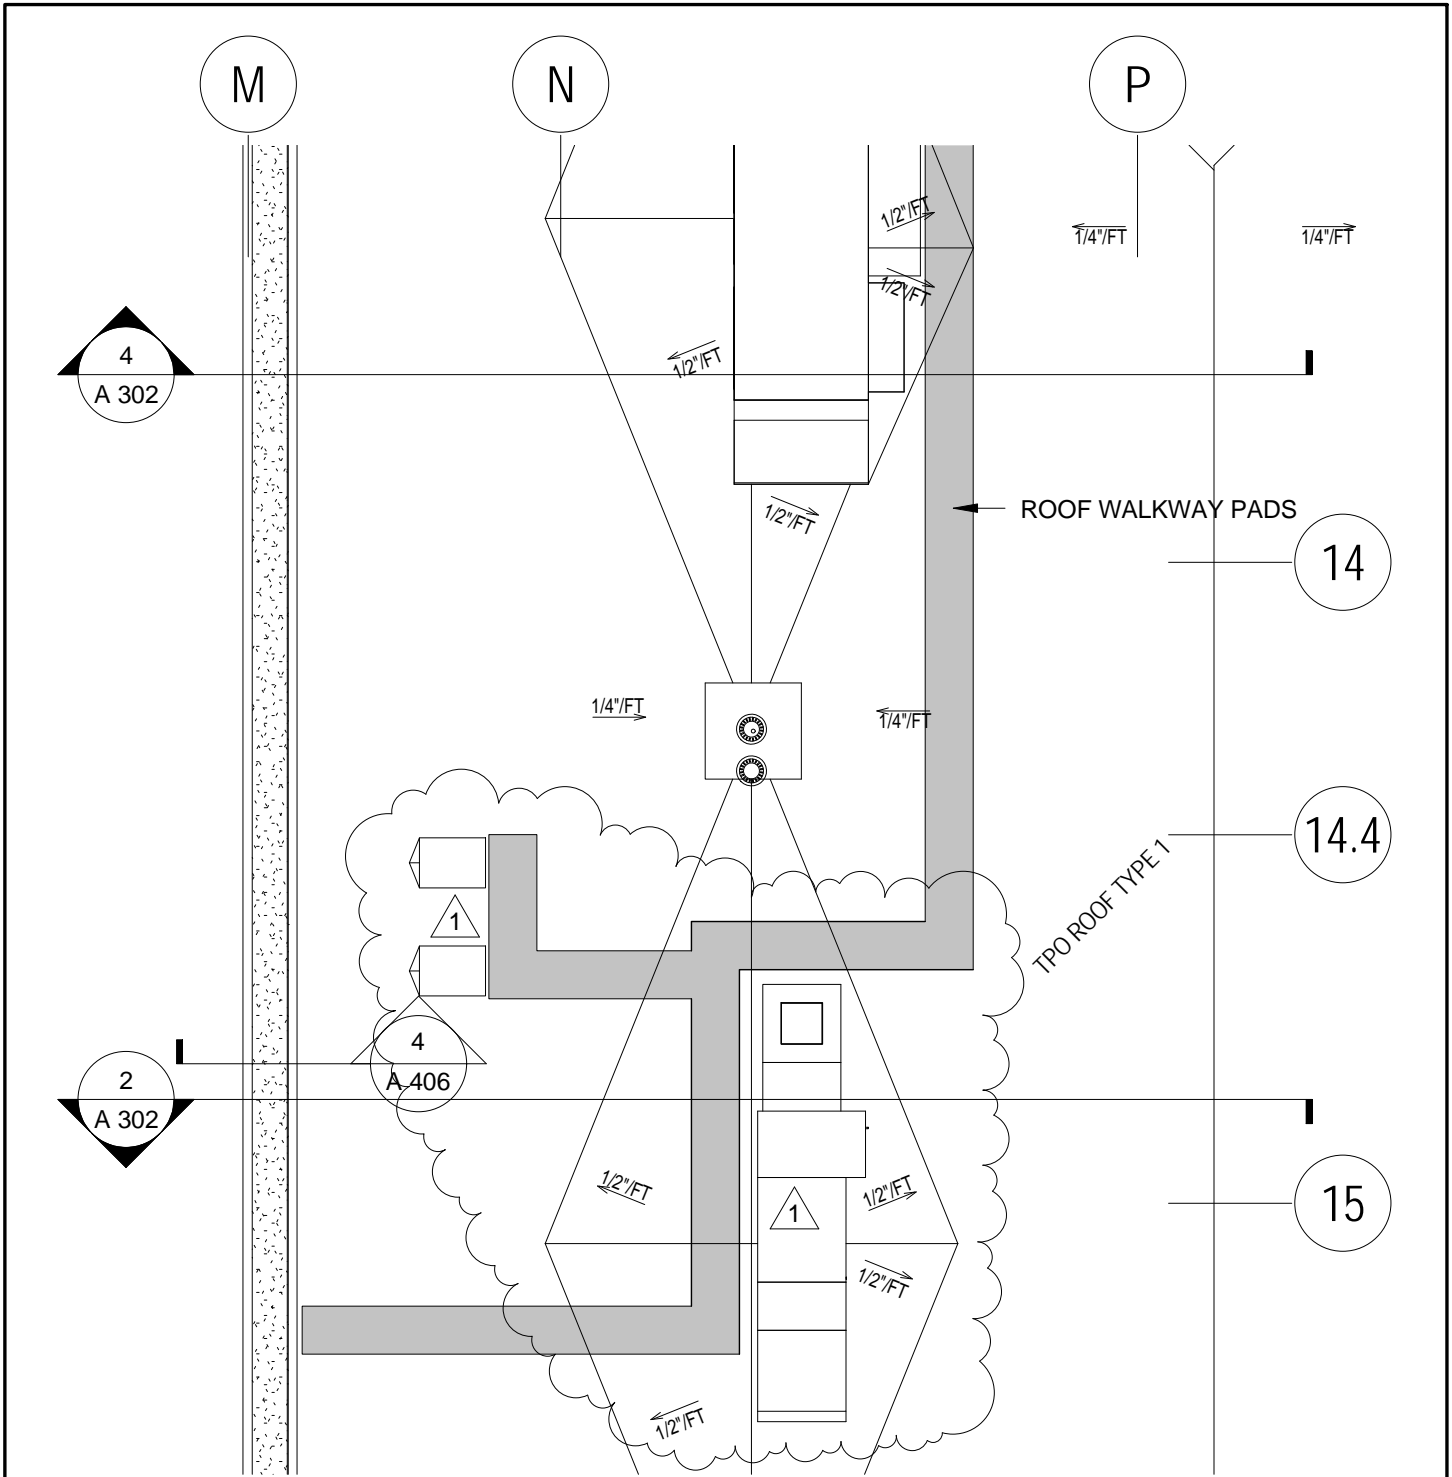 M
N
P
1/2"/FT
1/4"/FT
1/4"/FT
1/2"/FT
4
A 302
1/2"/FT
1/2"/FT
ROOF WALKWAY PADS
14
1/4"/FT
1/4"/FT
14.4
TPO ROOF TYPE 1
1
4
A 406
2
A 302
1/2"/FT
1/2"/FT
1
15
1/2"/FT
1/2"/FT